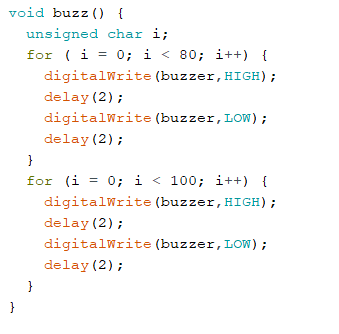 void buzz() {
  unsigned char i;
  for ( i = 0; i < 80; i++) {
    digitalWrite(buzzer,HIGH);
    delay(2);
    digitalWrite(buzzer,LOW);
    delay(2);
  }
  for (i = 0; i < 100; i++) {
    digitalWrite(buzzer,HIGH);
    delay(2);
    digitalWrite(buzzer,LOW);
    delay(2);
  }
}